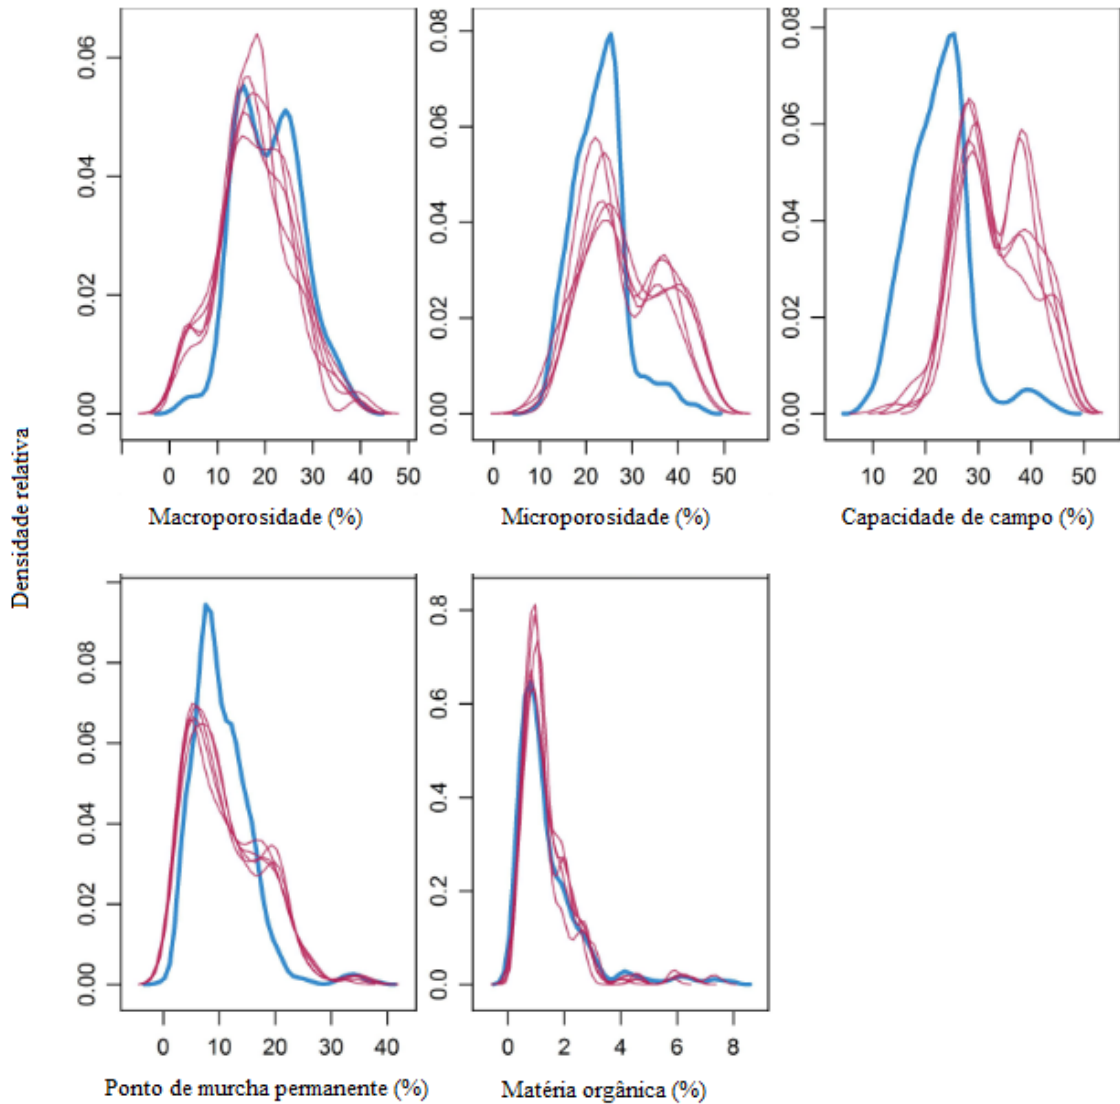 Densidade relativa
0.00 0.02 0.04 0.06
0 10 20 30 40 50
Macroporosidade (%)
0.00 0.02 0.04 0.06 0.08
0 10 20 30 40 50
Microporosidade (%)
0.00 0.02 0.04 0.06 0.08
10 20 30 40 50
Capacidade de campo (%)
0.00 0.02 0.04 0.06 0.08
0 10 20 30 40
Ponto de murcha permanente (%)
0.0 0.2 0.4 0.6 0.8
0 2 4 6 8
Matéria orgânica (%)